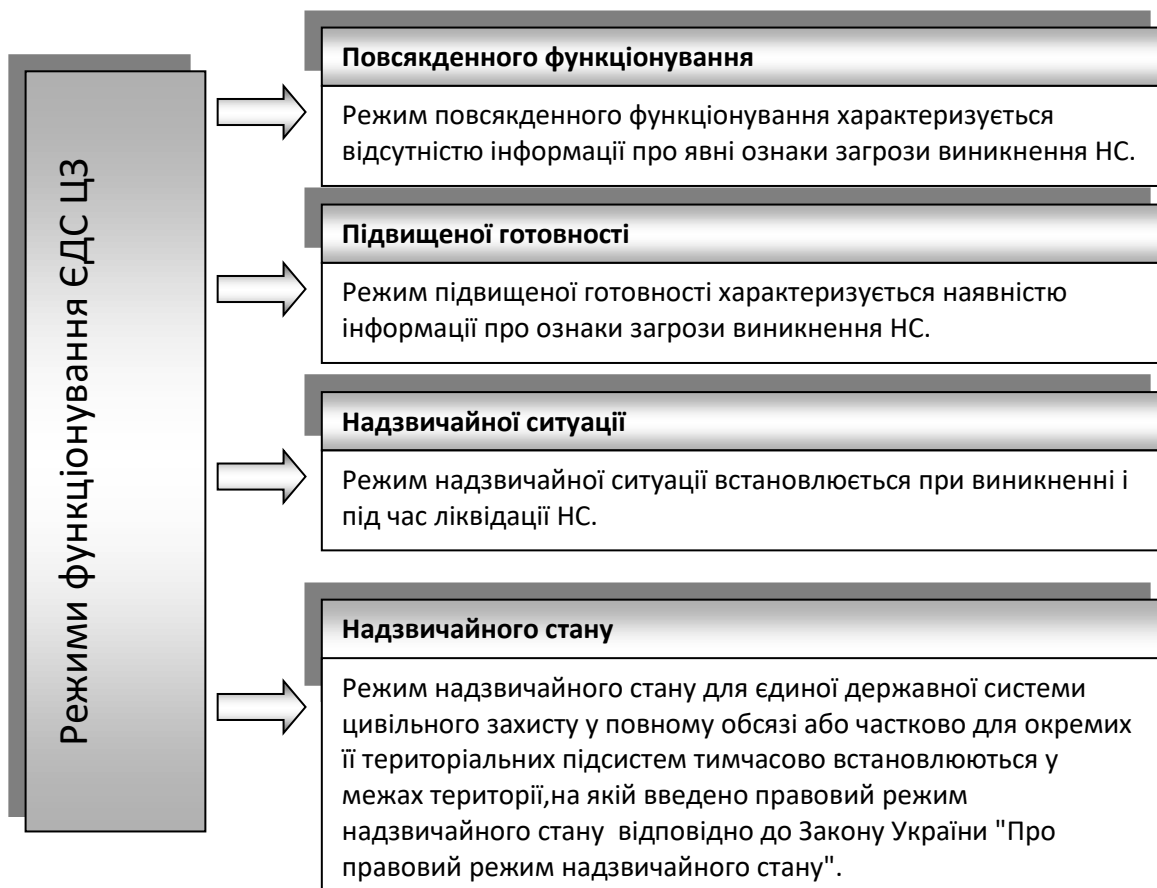 Режими функціонування ЄДС ЦЗ
Повсякденного функціонування
Режим повсякденного функціонування характеризується
відсутністю інформації про явні ознаки загрози виникнення НС.
Підвищеної готовності
Режим підвищеної готовності характеризується наявністю
інформації про ознаки загрози виникнення НС.
Надзвичайної ситуації
Режим надзвичайної ситуації встановлюється при виникненні і
під час ліквідації НС.
Надзвичайного стану
Режим надзвичайного стану для єдиної державної системи
цивільного захисту у повному обсязі або частково для окремих
її територіальних підсистем тимчасово встановлюються у
межах території,на якій введено правовий режим
надзвичайного стану  відповідно до Закону України "Про
правовий режим надзвичайного стану".